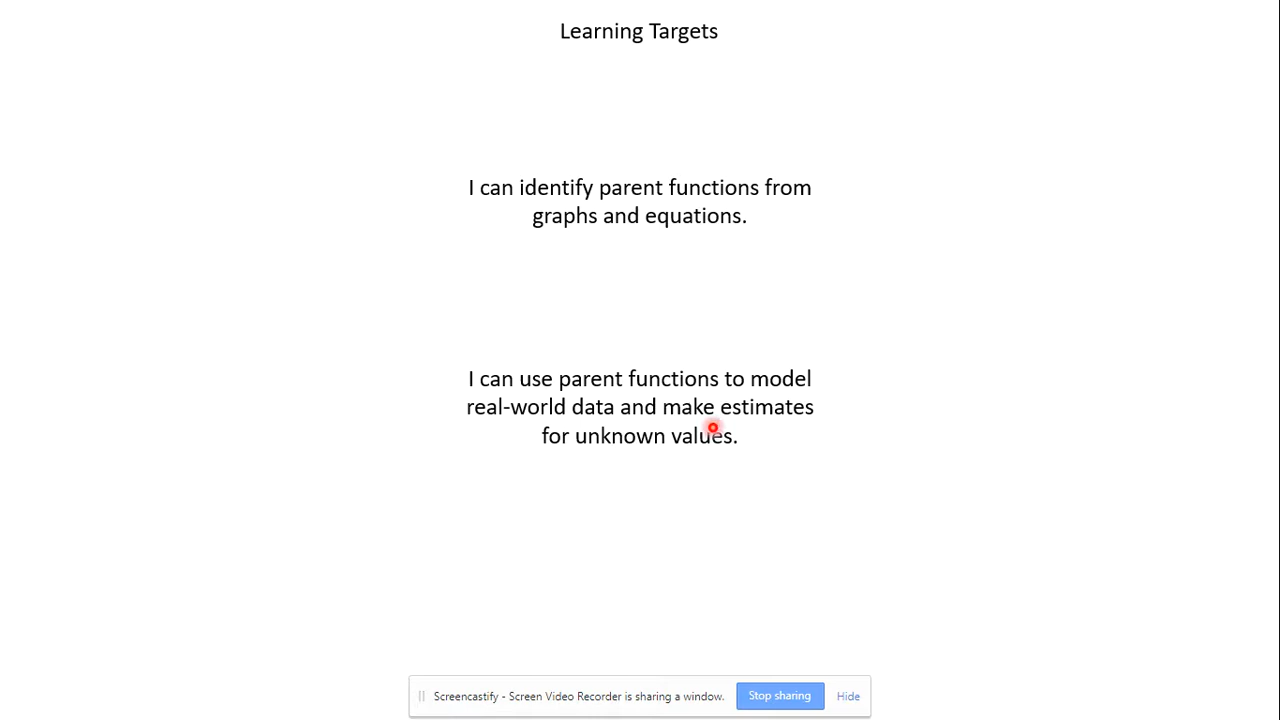 Learning Targets
I can identify parent functions from
graphs and equations.
I can use parent functions to model
real-world data and make estimates
for unknown values.
Screencastify - Screen Video Recorder is sharing a window. Stop sharing Hide